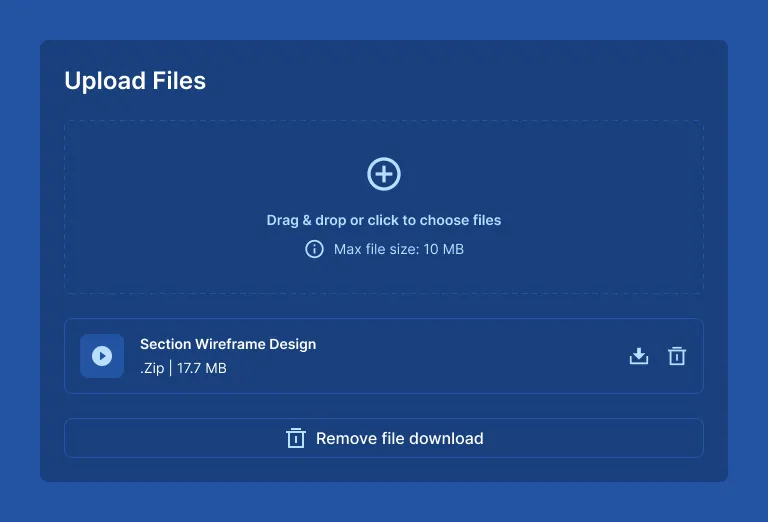 Upload Files
Drag & drop or click to choose files
Max file size: 10 MB
Section Wireframe Design
.Zip | 17.7 MB
Remove file download